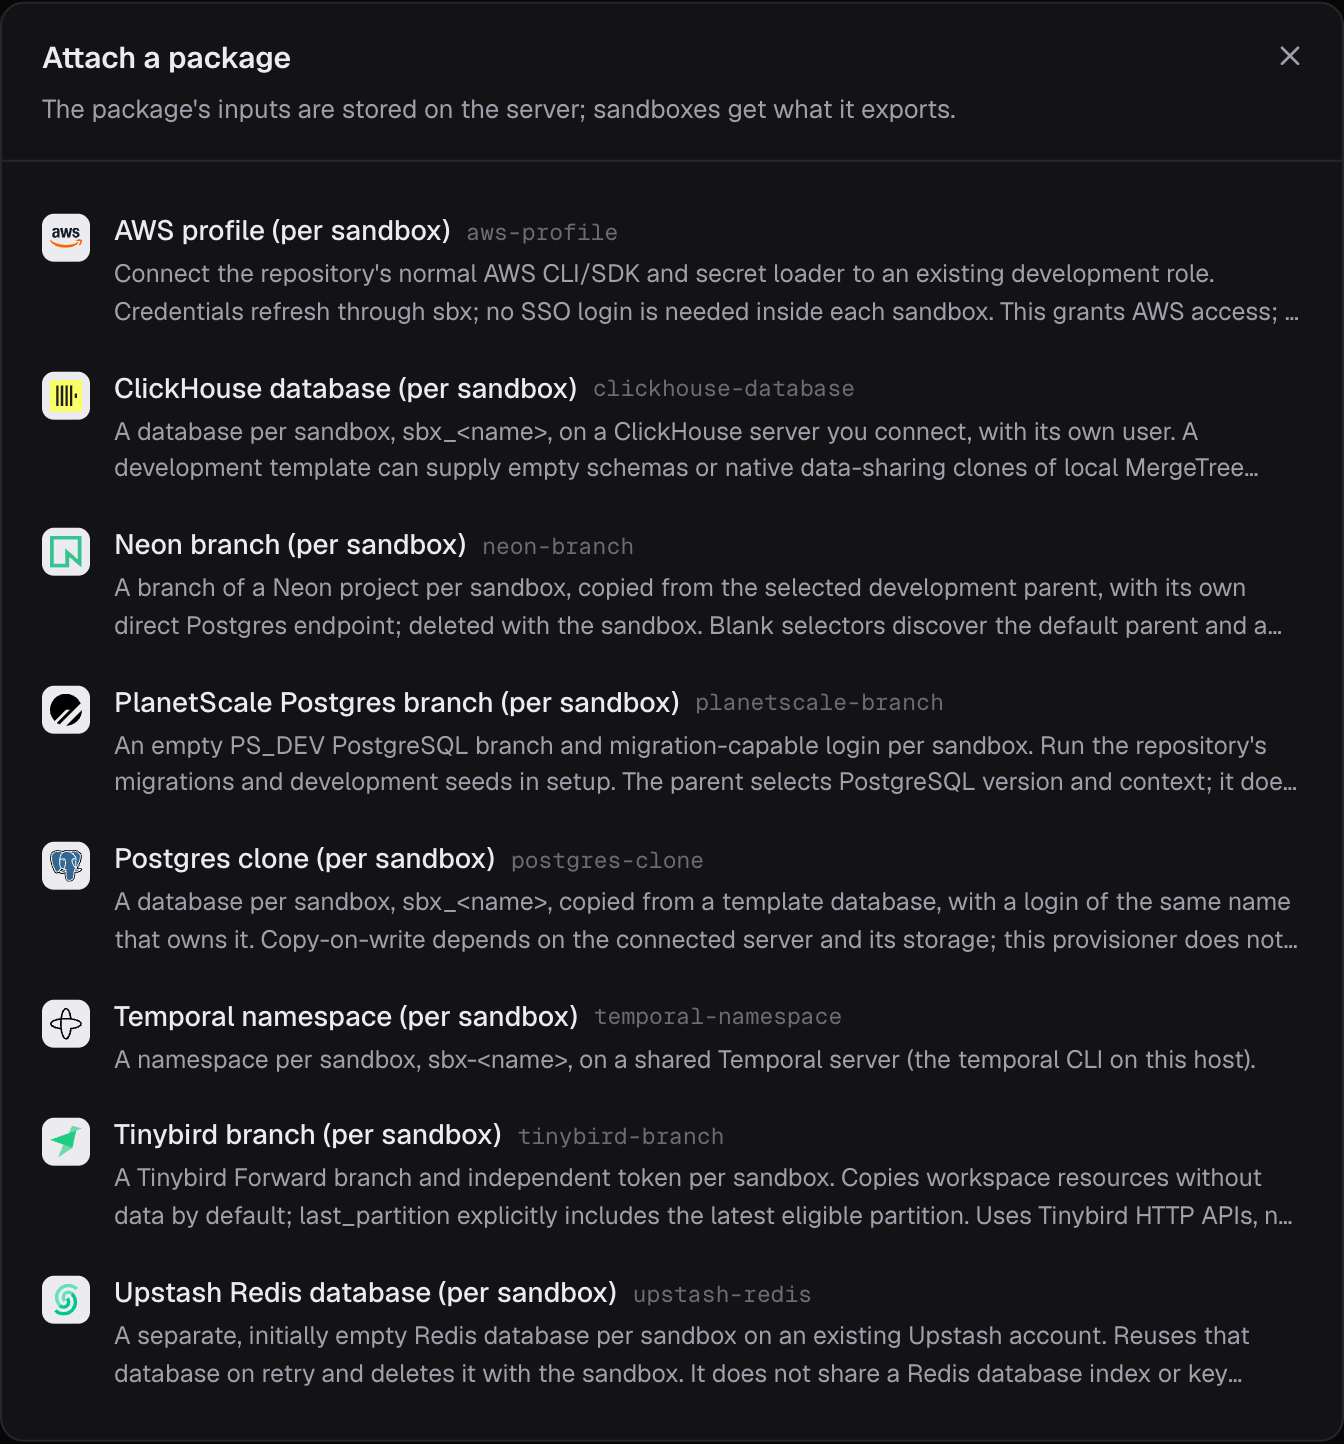 Attach a package
The package's inputs are stored on the server; sandboxes get what it exports.
aws
AWS profile (per sandbox) aws-profile
Connect the repository's normal AWS CLI/SDK and secret loader to an existing development role.
Credentials refresh through sbx; no SSO login is needed inside each sandbox. This grants AWS access; …
ClickHouse database (per sandbox) clickhouse-database
A database per sandbox, sbx_<name>, on a ClickHouse server you connect, with its own user. A
development template can supply empty schemas or native data-sharing clones of local MergeTree…
Neon branch (per sandbox) neon-branch
A branch of a Neon project per sandbox, copied from the selected development parent, with its own
direct Postgres endpoint; deleted with the sandbox. Blank selectors discover the default parent and a…
PlanetScale Postgres branch (per sandbox) planetscale-branch
An empty PS_DEV PostgreSQL branch and migration-capable login per sandbox. Run the repository's
migrations and development seeds in setup. The parent selects PostgreSQL version and context; it doe…
Postgres clone (per sandbox) postgres-clone
A database per sandbox, sbx_<name>, copied from a template database, with a login of the same name
that owns it. Copy-on-write depends on the connected server and its storage; this provisioner does not…
Temporal namespace (per sandbox) temporal-namespace
A namespace per sandbox, sbx-<name>, on a shared Temporal server (the temporal CLI on this host).
Tinybird branch (per sandbox) tinybird-branch
A Tinybird Forward branch and independent token per sandbox. Copies workspace resources without
data by default; last_partition explicitly includes the latest eligible partition. Uses Tinybird HTTP APIs, n…
Upstash Redis database (per sandbox) upstash-redis
A separate, initially empty Redis database per sandbox on an existing Upstash account. Reuses that
database on retry and deletes it with the sandbox. It does not share a Redis database index or key…